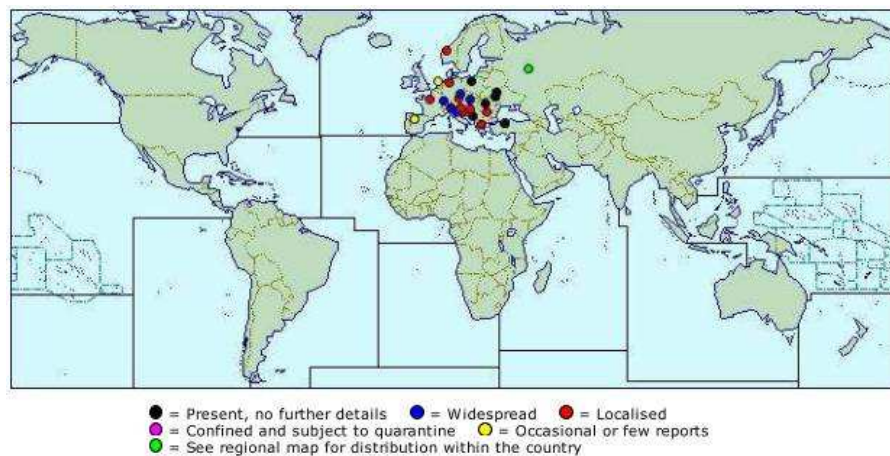 = Present, no further details = Widespread = Localised
= Confined and subject to quarantine = Occasional or few reports
= See regional map for distribution within the country